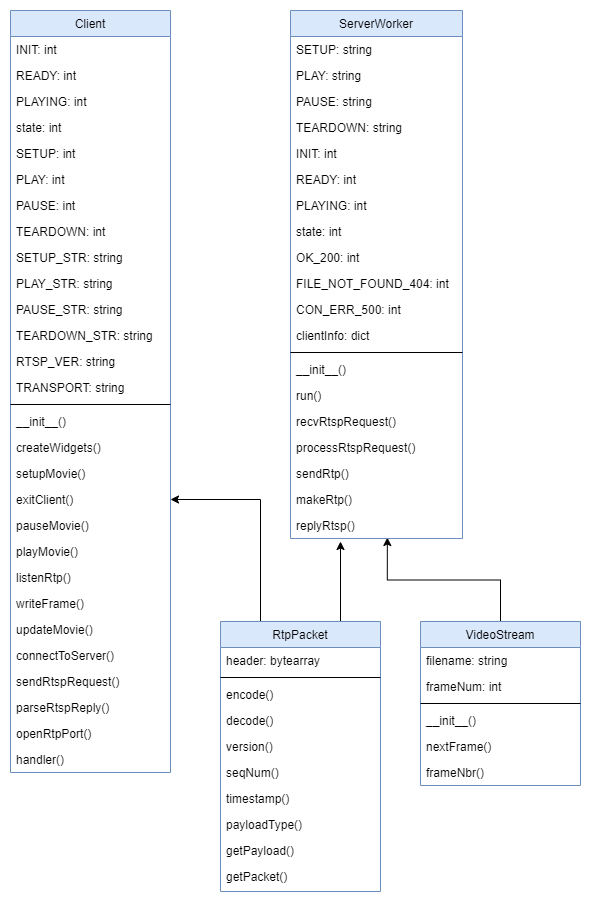 Client
INIT: int
READY: int
PLAYING: int
state: int
SETUP: int
PLAY: int
PAUSE: int
TEARDOWN: int
SETUP_STR: string
PLAY_STR: string
PAUSE_STR: string
TEARDOWN_STR: string
RTSP_VER: string
TRANSPORT: string
__init__()
createWidgets()
setupMovie()
exitClient()
pauseMovie()
playMovie()
listenRtp()
writeFrame()
updateMovie()
connectToServer()
sendRtspRequest()
parseRtspReply()
openRtpPort()
handler()
ServerWorker
SETUP: string
PLAY: string
PAUSE: string
TEARDOWN: string
INIT: int
READY: int
PLAYING: int
state: int
OK_200: int
FILE_NOT_FOUND_404: int
CON_ERR_500: int
clientInfo: dict
__init__()
run()
recvRtspRequest()
processRtspRequest()
sendRtp()
makeRtp()
replyRtsp()
RtpPacket
header: bytearray
encode()
decode()
version()
seqNum()
timestamp()
payloadType()
getPayload()
getPacket()
VideoStream
filename: string
frameNum: int
__init__()
nextFrame()
frameNbr()